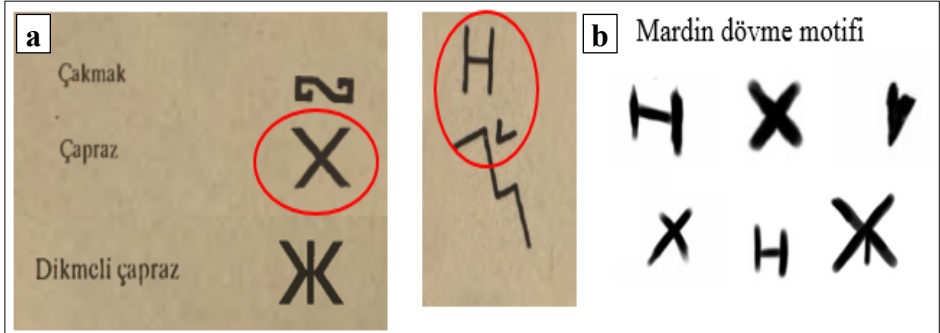 a
Çakmak
Çapraz
Dikmeli çapraz
b
Mardin dövme motifi